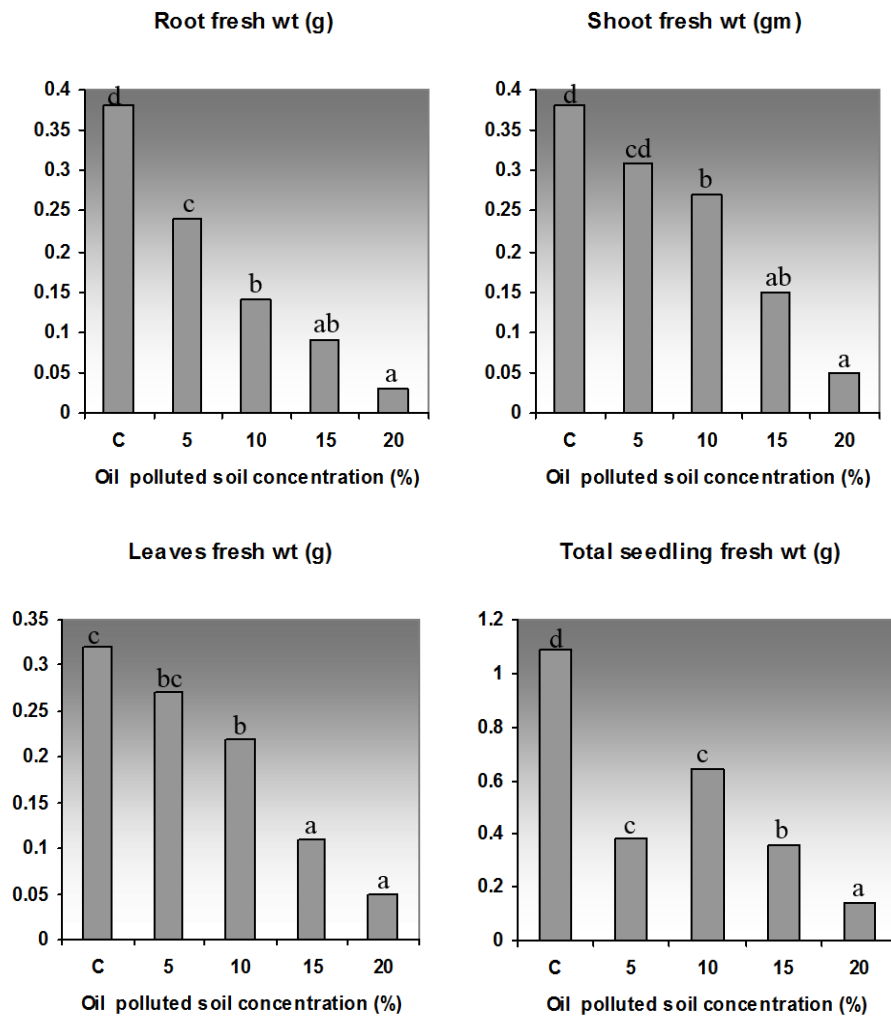 Root fresh wt (g)
0.4
0.35
0.3
0.25
0.2
0.15
0.1
0.05
0
d
c
b
ab
a
C 5 10 15 20
Oil polluted soil concentration (%)
Shoot fresh wt (gm)
0.4
0.35
0.3
0.25
0.2
0.15
0.1
0.05
0
d
cd
b
ab
a
C 5 10 15 20
Oil polluted soil concentration (%)
Leaves fresh wt (g)
0.35
0.3
0.25
0.2
0.15
0.1
0.05
0
c
bc
b
a
a
C 5 10 15 20
Oil polluted soil concentration (%)
Total seedling fresh wt (g)
1.2
1
0.8
0.6
0.4
0.2
0
d
c
c
b
a
C 5 10 15 20
Oil polluted soil concentration (%)